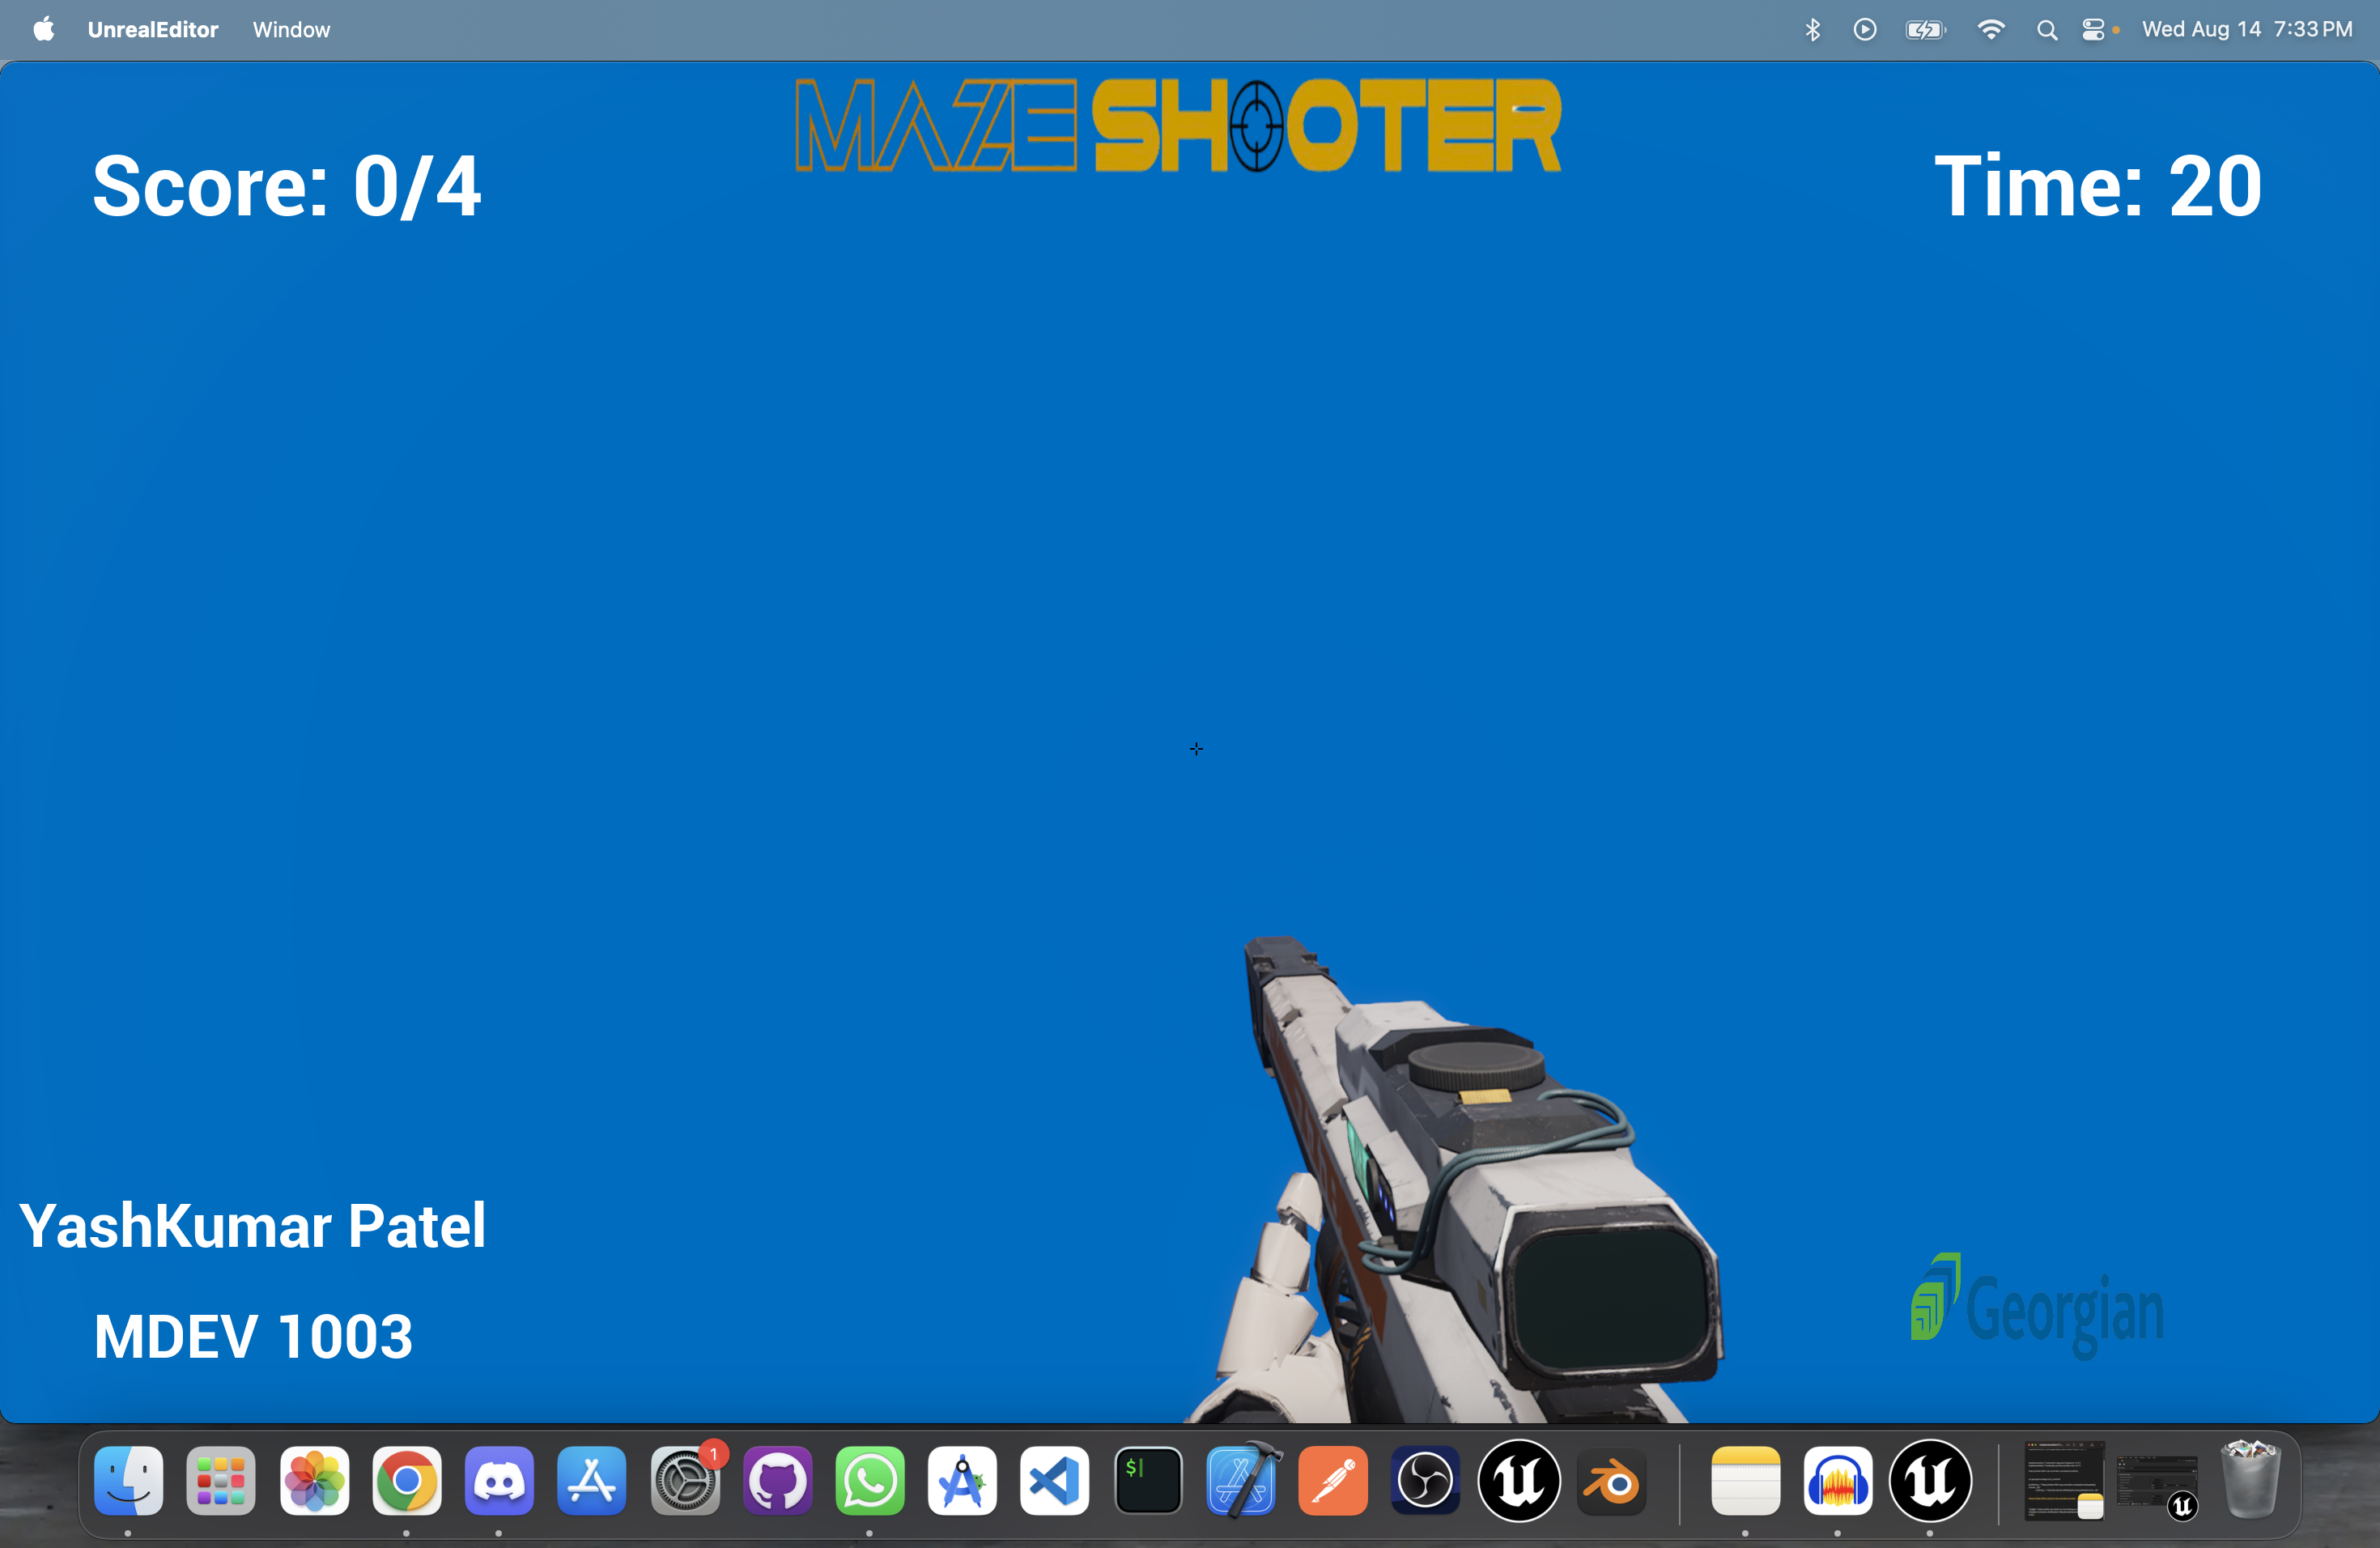 UnrealEditor Window Wed Aug 14 7:33 PM
MAZE SHOOTER
Score: 0/4
Time: 20
YashKumar Patel
MDEV 1003
Georgian
1
$